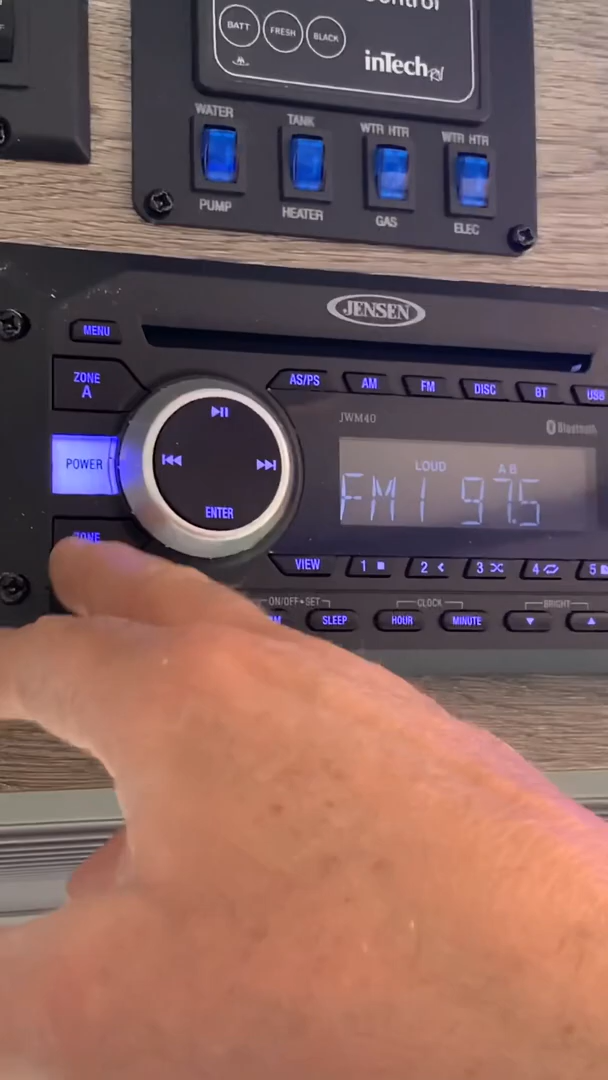 Control
BATT FRESH BLACK
inTech RV
WATER TANK WTR HTR WTR HTR
PUMP HEATER GAS ELEC
JENSEN
MENU
ZONE
A
AS/PS AM FM DISC BT USB
JWM40 Bluetooth
POWER
LOUD A B
FM1 97.5
ENTER
ZONE
VIEW 1 2 3 4 5
ON/OFF • SET CLOCK BRIGHT
SLEEP HOUR MINUTE